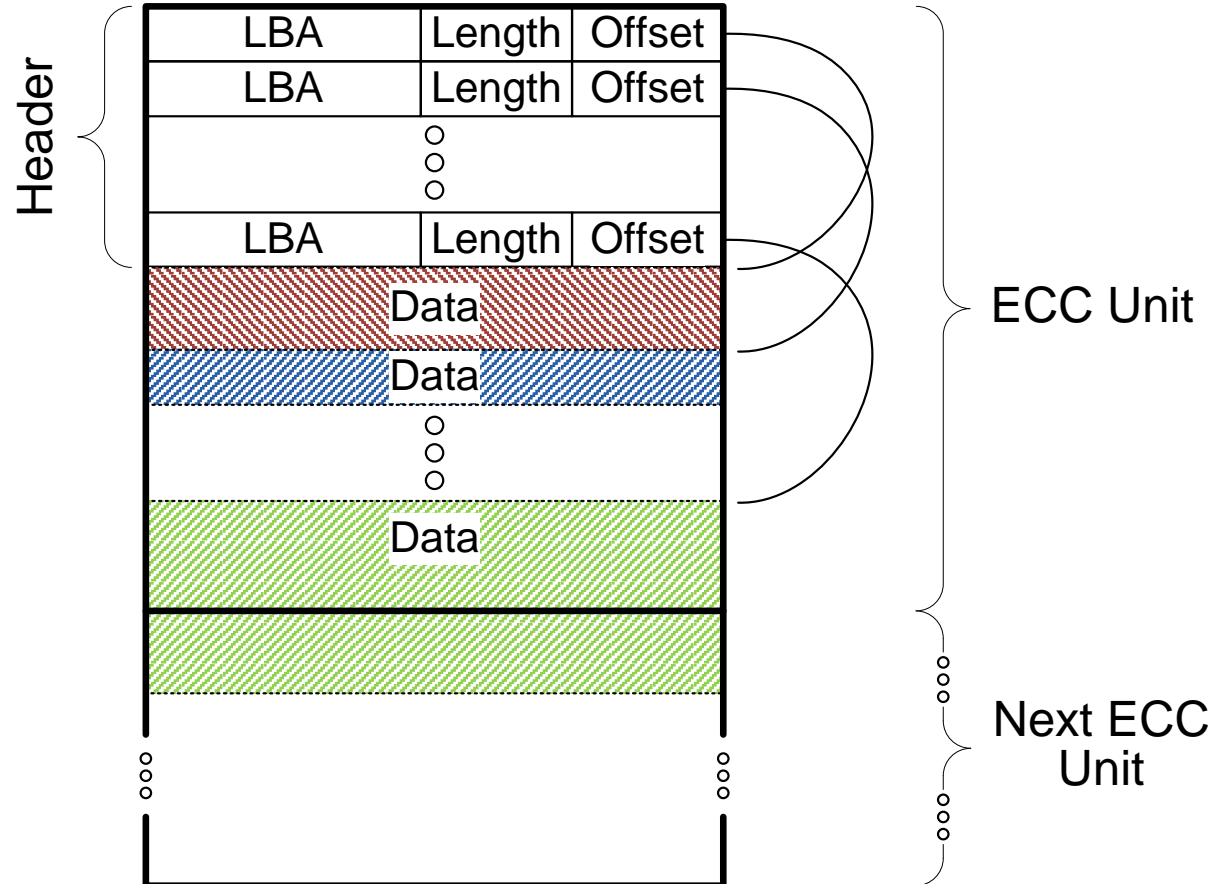 LBA Length Offset
LBA Length Offset
Header
LBA Length Offset
Data
ECC Unit
Data
Data
Next ECC
Unit